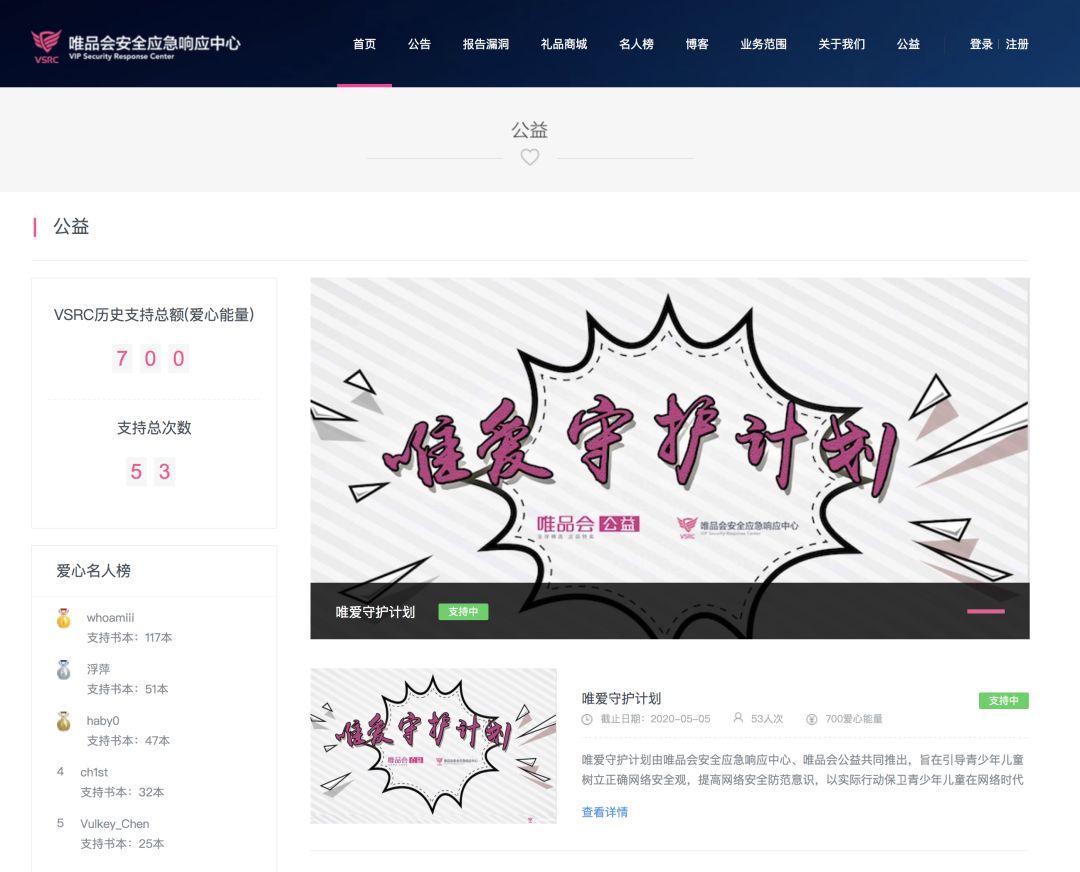 唯品会安全应急响应中心
VIP Security Response Center
VSRC
首页 公告 报告漏洞 礼品商城 名人榜 博客 业务范围 关于我们 公益 登录 注册
公益
公益
VSRC历史支持总额(爱心能量)
7 0 0
支持总次数
5 3
爱心名人榜
whoamiii
支持书本：117本
浮萍
支持书本：51本
haby0
支持书本：47本
4 ch1st
支持书本：32本
5 Vulkey_Chen
支持书本：25本
唯爱守护计划
唯品会 公益
唯品会安全应急响应中心
VIP Security Response Center
VSRC
唯爱守护计划 支持中
唯爱守护计划
唯品会 公益
唯爱守护计划 支持中
截止日期：2020-05-05 53人次 700爱心能量
唯爱守护计划由唯品会安全应急响应中心、唯品会公益共同推出，旨在引导青少年儿童
树立正确网络安全观，提高网络安全防范意识，以实际行动保卫青少年儿童在网络时代
查看详情